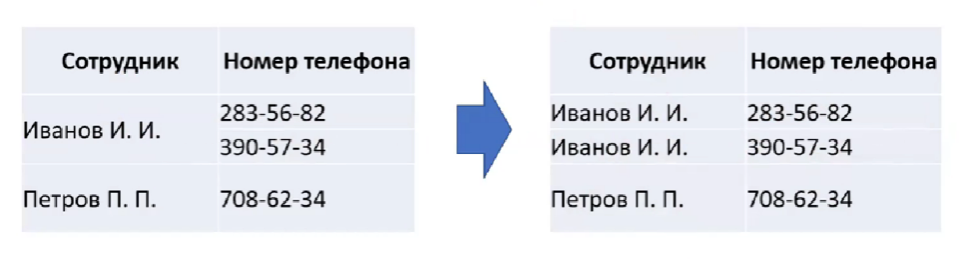 Сотрудник Номер телефона
Иванов И. И. 283-56-82
390-57-34
Петров П. П. 708-62-34
Сотрудник Номер телефона
Иванов И. И. 283-56-82
Иванов И. И. 390-57-34
Петров П. П. 708-62-34